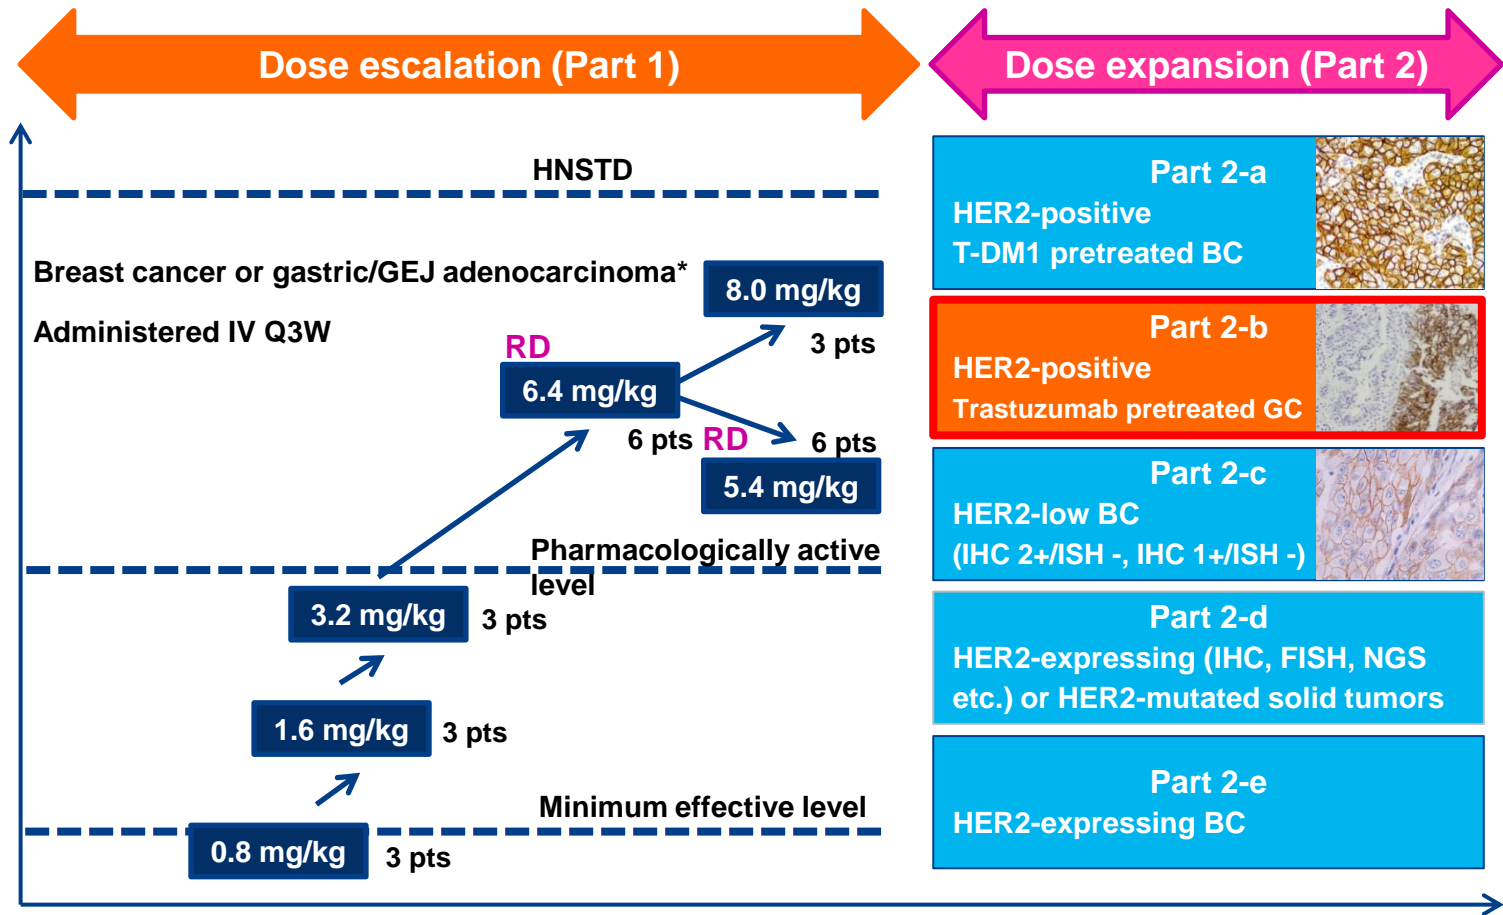 Dose escalation (Part 1)
Dose expansion (Part 2)
HNSTD
Breast cancer or gastric/GEJ adenocarcinoma*
Administered IV Q3W
8.0 mg/kg
3 pts
RD
6.4 mg/kg
6 pts
RD
6 pts
5.4 mg/kg
Pharmacologically active
level
3.2 mg/kg
3 pts
1.6 mg/kg
3 pts
Minimum effective level
0.8 mg/kg
3 pts
Part 2-a
HER2-positive
T-DM1 pretreated BC
Part 2-b
HER2-positive
Trastuzumab pretreated GC
Part 2-c
HER2-low BC
(IHC 2+/ISH -, IHC 1+/ISH -)
Part 2-d
HER2-expressing (IHC, FISH, NGS
etc.) or HER2-mutated solid tumors
Part 2-e
HER2-expressing BC